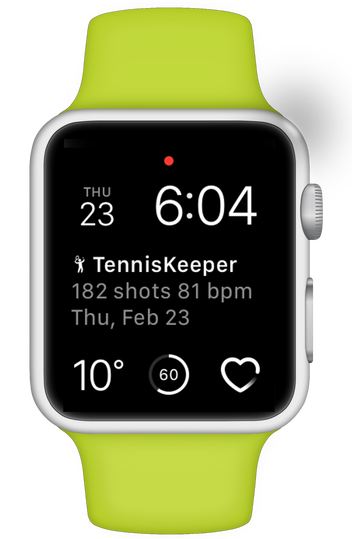 THU
23
6:04
TennisKeeper
182 shots 81 bpm
Thu, Feb 23
10°
60